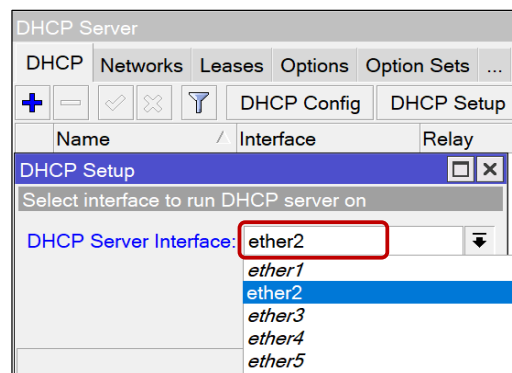 DHCP Server
DHCP Networks Leases Options Option Sets ...
DHCP Config DHCP Setup
Name Interface Relay
DHCP Setup
Select interface to run DHCP server on
DHCP Server Interface: ether2
ether1
ether2
ether3
ether4
ether5